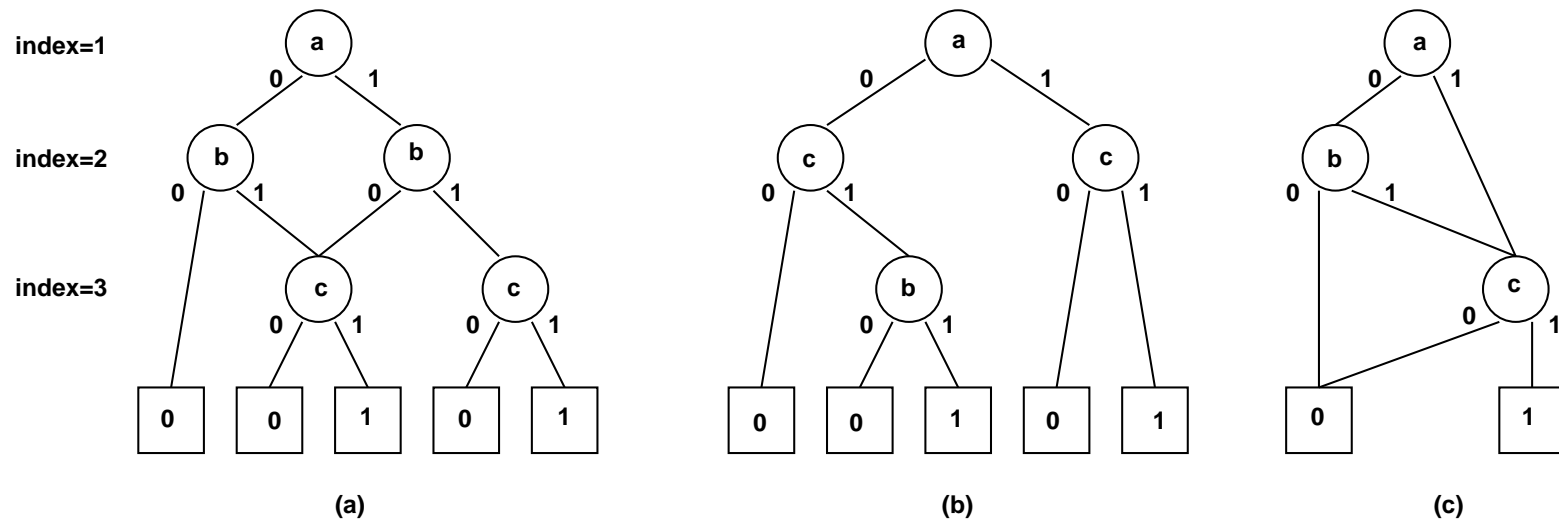 index=1 a a a
0 1 0 1 0 1
index=2 b b c c b
0 1 0 1 0 1 0 1 0 1
index=3 c c b c
0 1 0 1 0 1 0 1
0 0 1 0 1 0 0 1 0 1 0 1
(a) (b) (c)